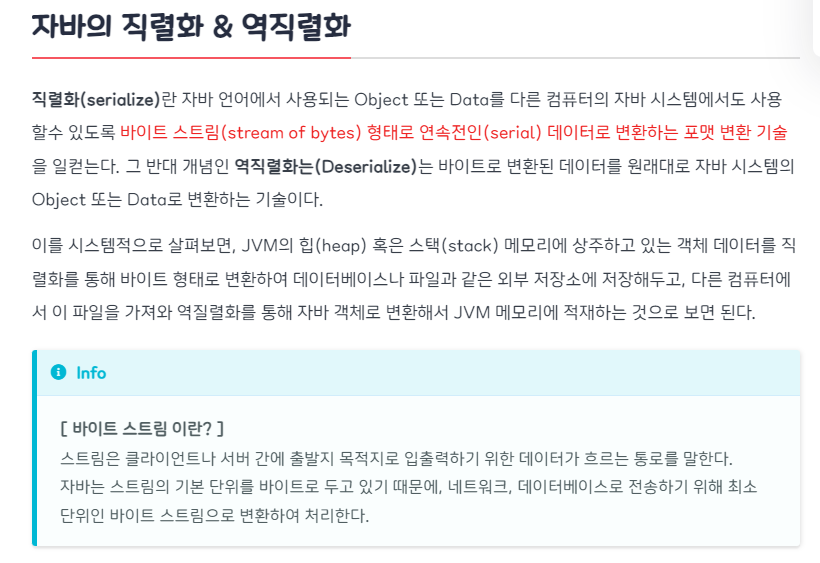 자바의 직렬화 & 역직렬화
직렬화(serialize)란 자바 언어에서 사용되는 Object 또는 Data를 다른 컴퓨터의 자바 시스템에서도 사용
할수 있도록 바이트 스트림(stream of bytes) 형태로 연속전인(serial) 데이터로 변환하는 포맷 변환 기술
을 일컫는다. 그 반대 개념인 역직렬화는(Deserialize)는 바이트로 변환된 데이터를 원래대로 자바 시스템의
Object 또는 Data로 변환하는 기술이다.
이를 시스템적으로 살펴보면, JVM의 힙(heap) 혹은 스택(stack) 메모리에 상주하고 있는 객체 데이터를 직
렬화를 통해 바이트 형태로 변환하여 데이터베이스나 파일과 같은 외부 저장소에 저장해두고, 다른 컴퓨터에
서 이 파일을 가져와 역질렬화를 통해 자바 객체로 변환해서 JVM 메모리에 적재하는 것으로 보면 된다.
Info
[ 바이트 스트림 이란? ]
스트림은 클라이언트나 서버 간에 출발지 목적지로 입출력하기 위한 데이터가 흐르는 통로를 말한다.
자바는 스트림의 기본 단위를 바이트로 두고 있기 때문에, 네트워크, 데이터베이스로 전송하기 위해 최소
단위인 바이트 스트림으로 변환하여 처리한다.